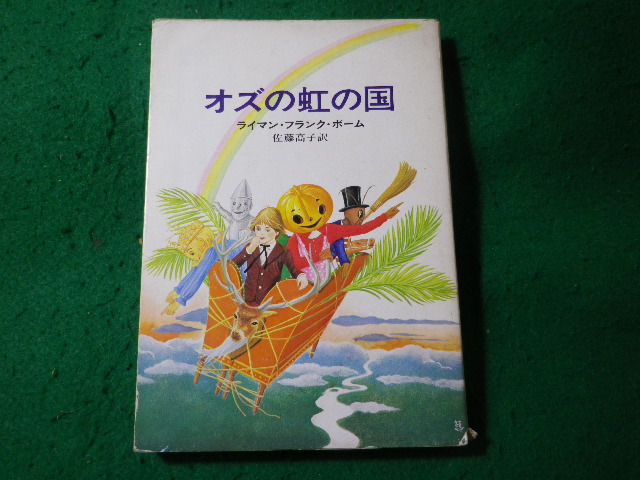 オズの虹の国
ライマン・フランク・ボーム
佐藤高子訳